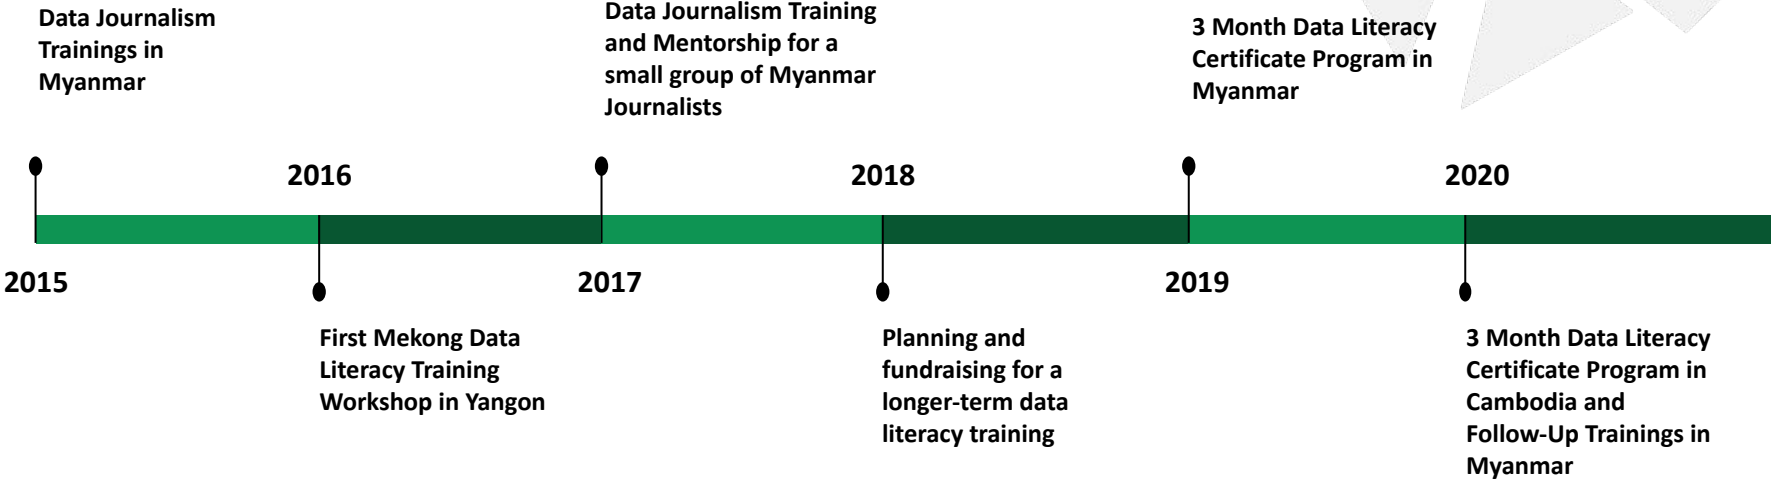 Data Journalism
Trainings in
Myanmar
Data Journalism Training
and Mentorship for a
small group of Myanmar
Journalists
3 Month Data Literacy
Certificate Program in
Myanmar
2016
2018
2020
2015
2017
2019
First Mekong Data
Literacy Training
Workshop in Yangon
Planning and
fundraising for a
longer-term data
literacy training
3 Month Data Literacy
Certificate Program in
Cambodia and
Follow-Up Trainings in
Myanmar